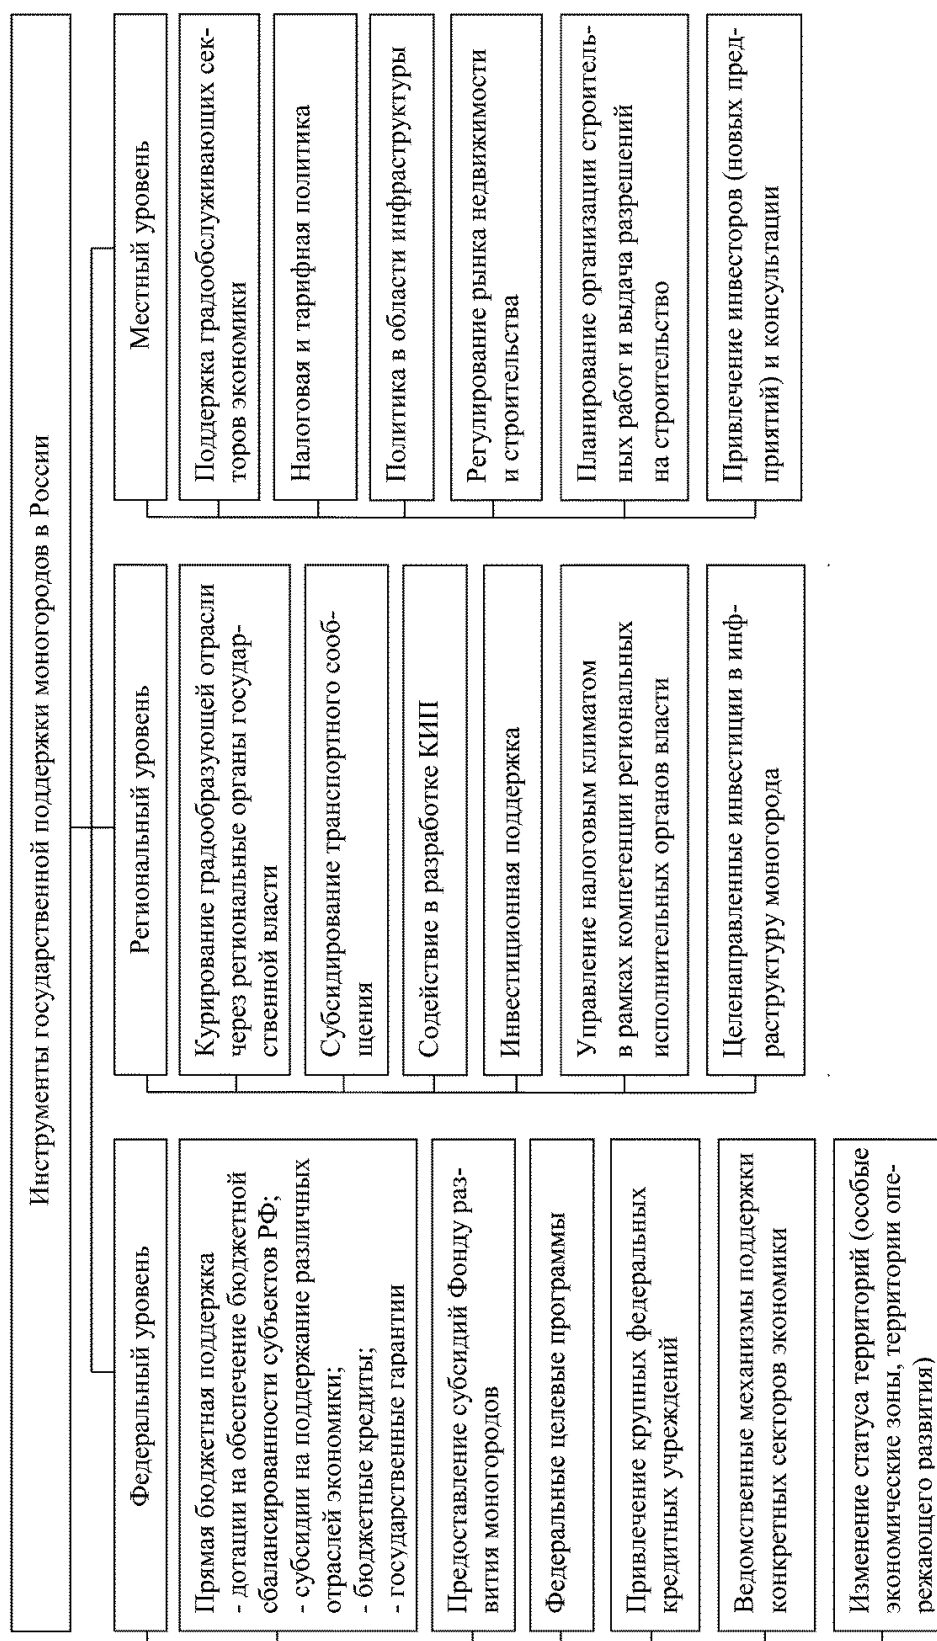 Инструменты государственной поддержки моногородов в России
Федеральный уровень
Прямая бюджетная поддержка
- дотации на обеспечение бюджетной
сбалансированности субъектов РФ;
- субсидии на поддержание различных
отраслей экономики;
- бюджетные кредиты;
- государственные гарантии
Предоставление субсидий Фонду раз-
вития моногородов
Федеральные целевые программы
Привлечение крупных федеральных
кредитных учреждений
Ведомственные механизмы поддержки
конкретных секторов экономики
Изменение статуса территорий (особые
экономические зоны, территории опе-
режающего развития)
Региональный уровень
Курирование градообразующей отрасли
через региональные органы государ-
ственной власти
Субсидирование транспортного сооб-
щения
Содействие в разработке КИП
Инвестиционная поддержка
Управление налоговым климатом
в рамках компетенции региональных
исполнительных органов власти
Целенаправленные инвестиции в инф-
раструктуру моногорода
Местный уровень
Поддержка градообслуживающих сек-
торов экономики
Налоговая и тарифная политика
Политика в области инфраструктуры
Регулирование рынка недвижимости
и строительства
Планирование организации строитель-
ных работ и выдача разрешений
на строительство
Привлечение инвесторов (новых пред-
приятий) и консультации